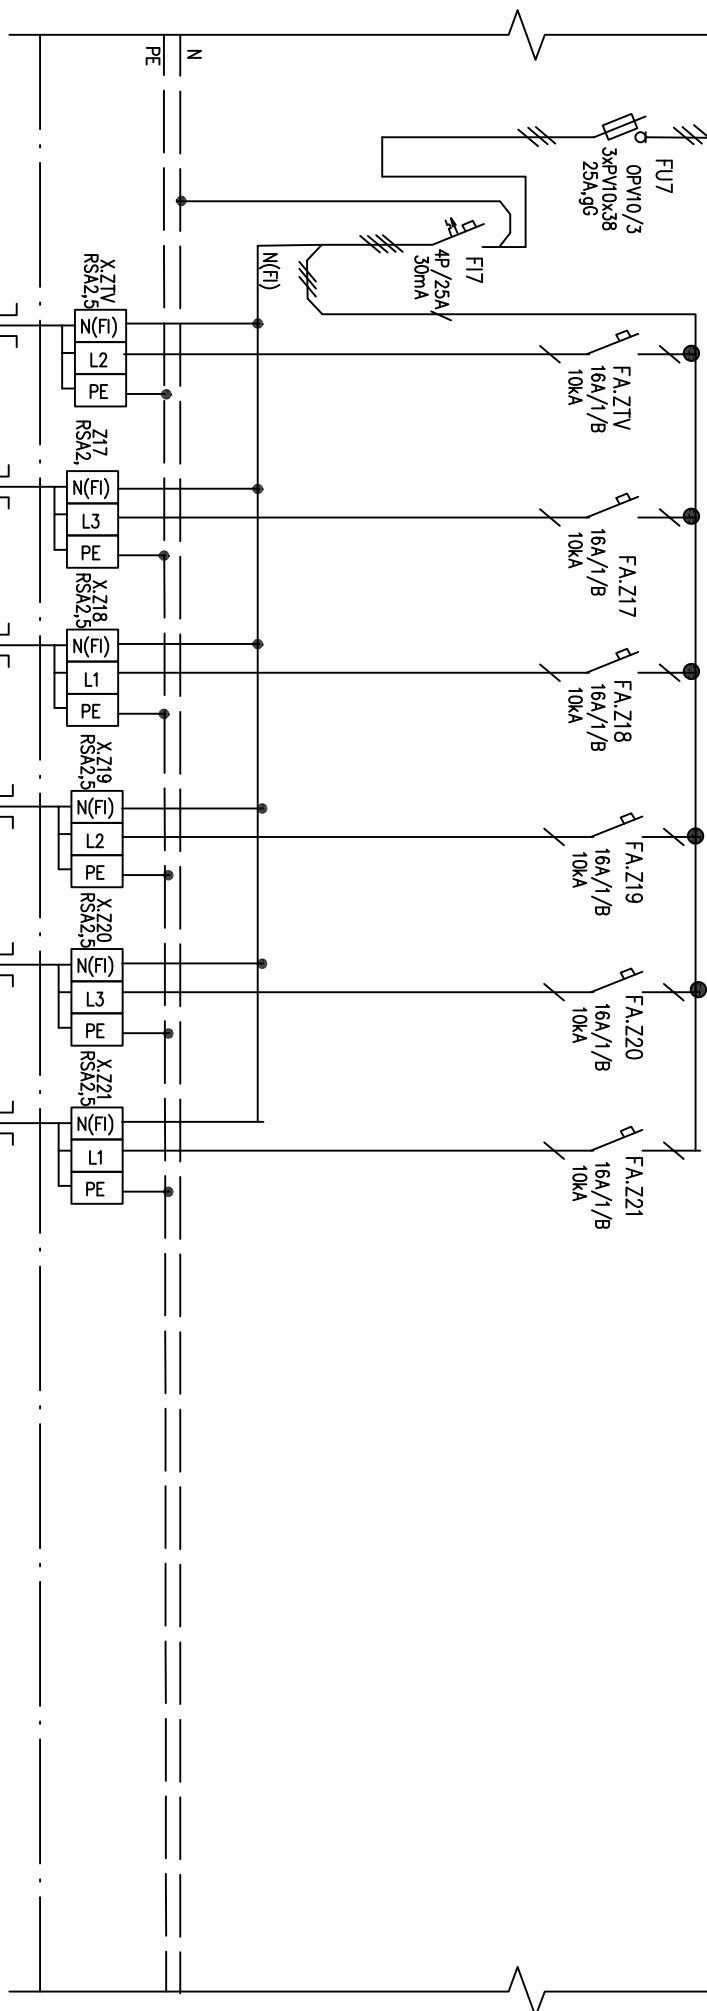 N
PE
FU7
OPV10/3
3xPV10x38
25A,gG
FI7
4P/25A
30mA
N(FI)
X.ZTV
RSA2,5
N(FI)
L2
PE
FA.ZTV
16A/1/B
10kA
Z17
RSA2,
N(FI)
L3
PE
FA.Z17
16A/1/B
10kA
X.Z18
RSA2,5
N(FI)
L1
PE
FA.Z18
16A/1/B
10kA
X.Z19
RSA2,5
N(FI)
L2
PE
FA.Z19
16A/1/B
10kA
X.Z20
RSA2,5
N(FI)
L3
PE
FA.Z20
16A/1/B
10kA
X.Z21
RSA2,5
N(FI)
L1
PE
FA.Z21
16A/1/B
10kA